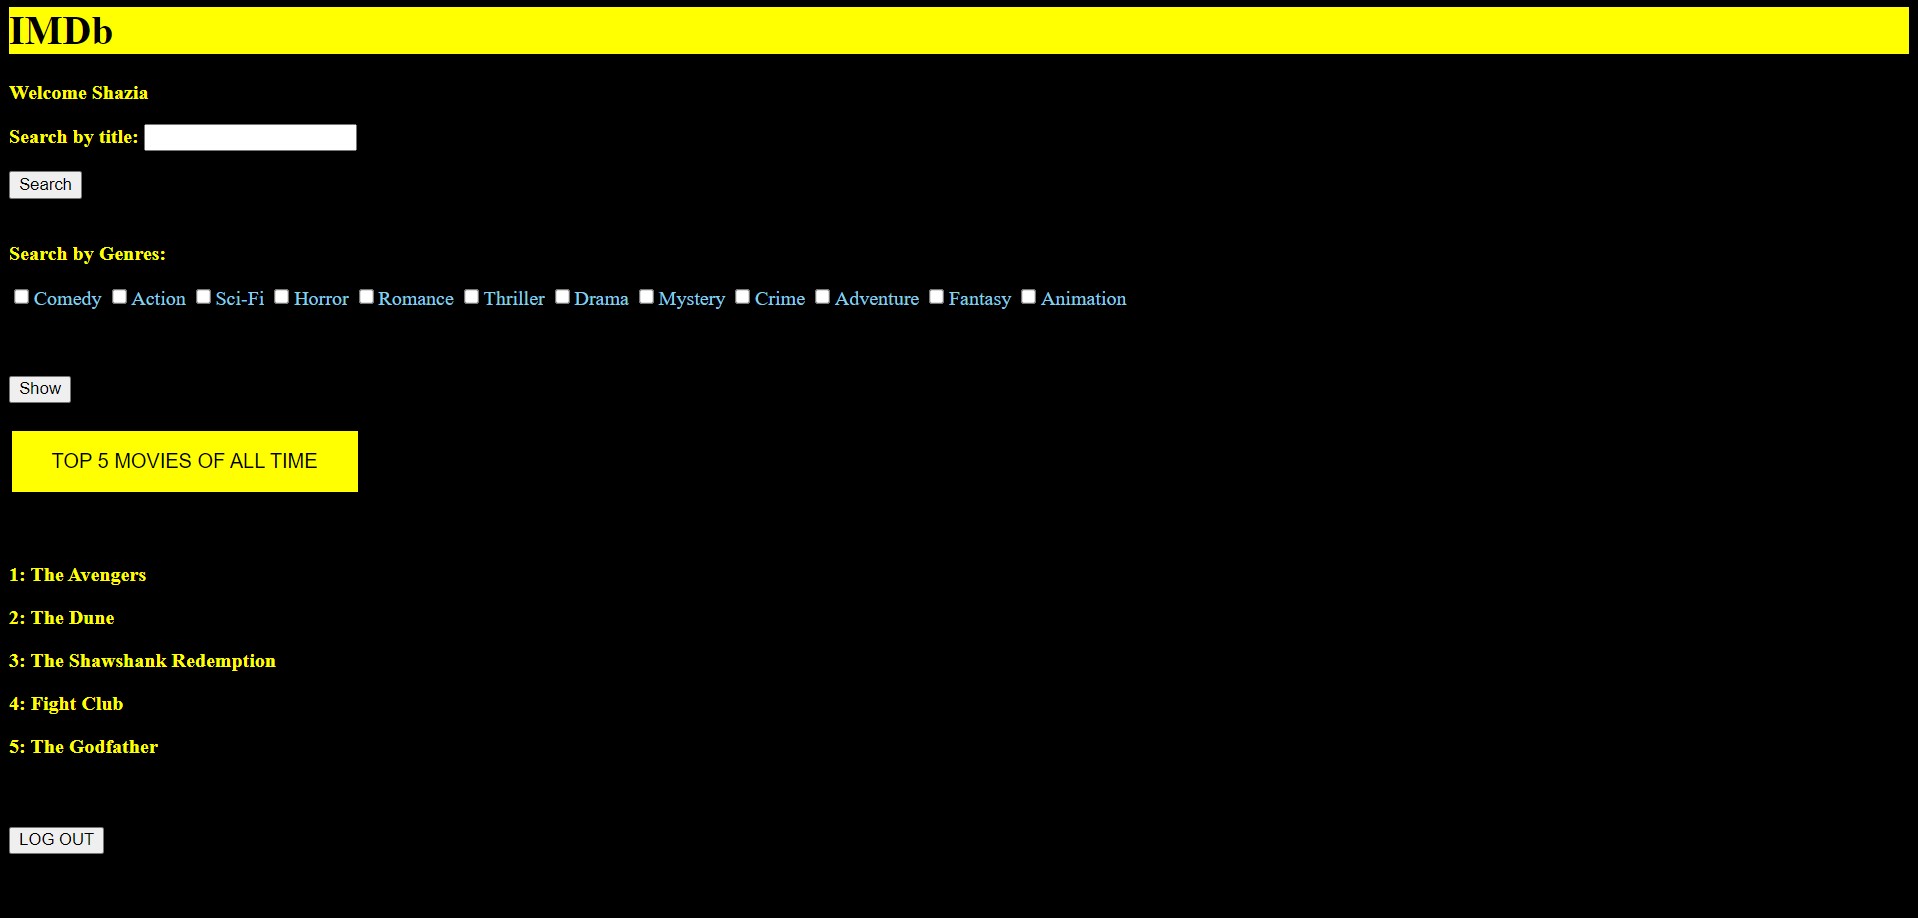 IMDb
Welcome Shazia
Search by title:
Search
Search by Genres:
Comedy Action Sci-Fi Horror Romance Thriller Drama Mystery Crime Adventure Fantasy Animation
Show
TOP 5 MOVIES OF ALL TIME
1: The Avengers
2: The Dune
3: The Shawshank Redemption
4: Fight Club
5: The Godfather
LOG OUT